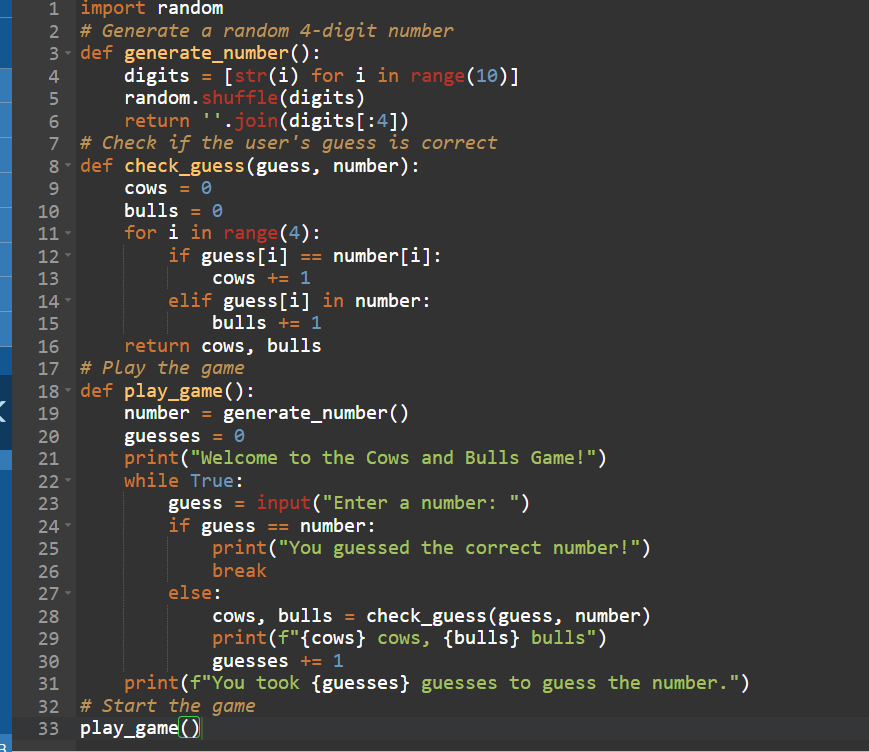 1 import random
2 # Generate a random 4-digit number
3 def generate_number():
4     digits = [str(i) for i in range(10)]
5     random.shuffle(digits)
6     return ''.join(digits[:4])
7 # Check if the user's guess is correct
8 def check_guess(guess, number):
9     cows = 0
10     bulls = 0
11     for i in range(4):
12         if guess[i] == number[i]:
13             cows += 1
14         elif guess[i] in number:
15             bulls += 1
16     return cows, bulls
17 # Play the game
18 def play_game():
19     number = generate_number()
20     guesses = 0
21     print("Welcome to the Cows and Bulls Game!")
22     while True:
23         guess = input("Enter a number: ")
24         if guess == number:
25             print("You guessed the correct number!")
26             break
27         else:
28             cows, bulls = check_guess(guess, number)
29             print(f"{cows} cows, {bulls} bulls")
30             guesses += 1
31     print(f"You took {guesses} guesses to guess the number.")
32 # Start the game
33 play_game()